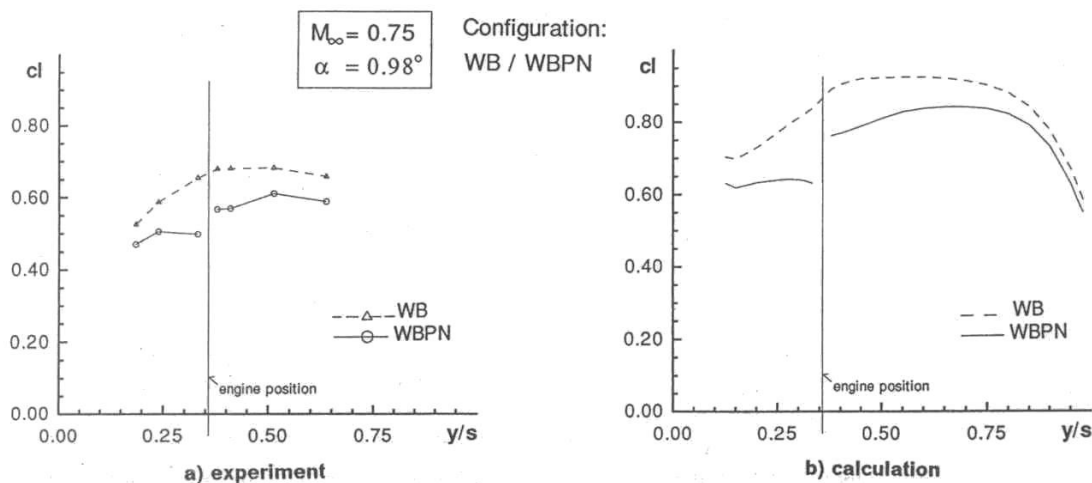 M∞= 0.75
α = 0.98°
Configuration:
WB / WBPN
cl
0.80
0.60
0.40
0.20
0.00
0.00
0.25
0.50
0.75
y/s
WB
WBPN
engine position
a) experiment
cl
0.80
0.60
0.40
0.20
0.00
0.00
0.25
0.50
0.75
y/s
WB
WBPN
engine position
b) calculation